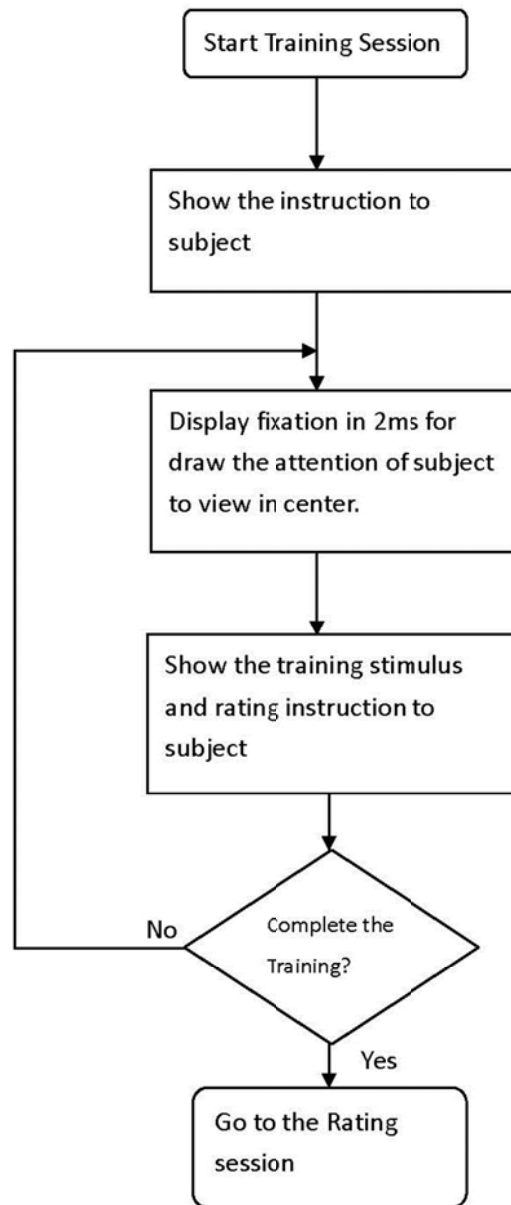 Start Training Session
Show the instruction to
subject
Display fixation in 2ms for
draw the attention of subject
to view in center.
Show the training stimulus
and rating instruction to
subject
No
Complete the
Training?
Yes
Go to the Rating
session